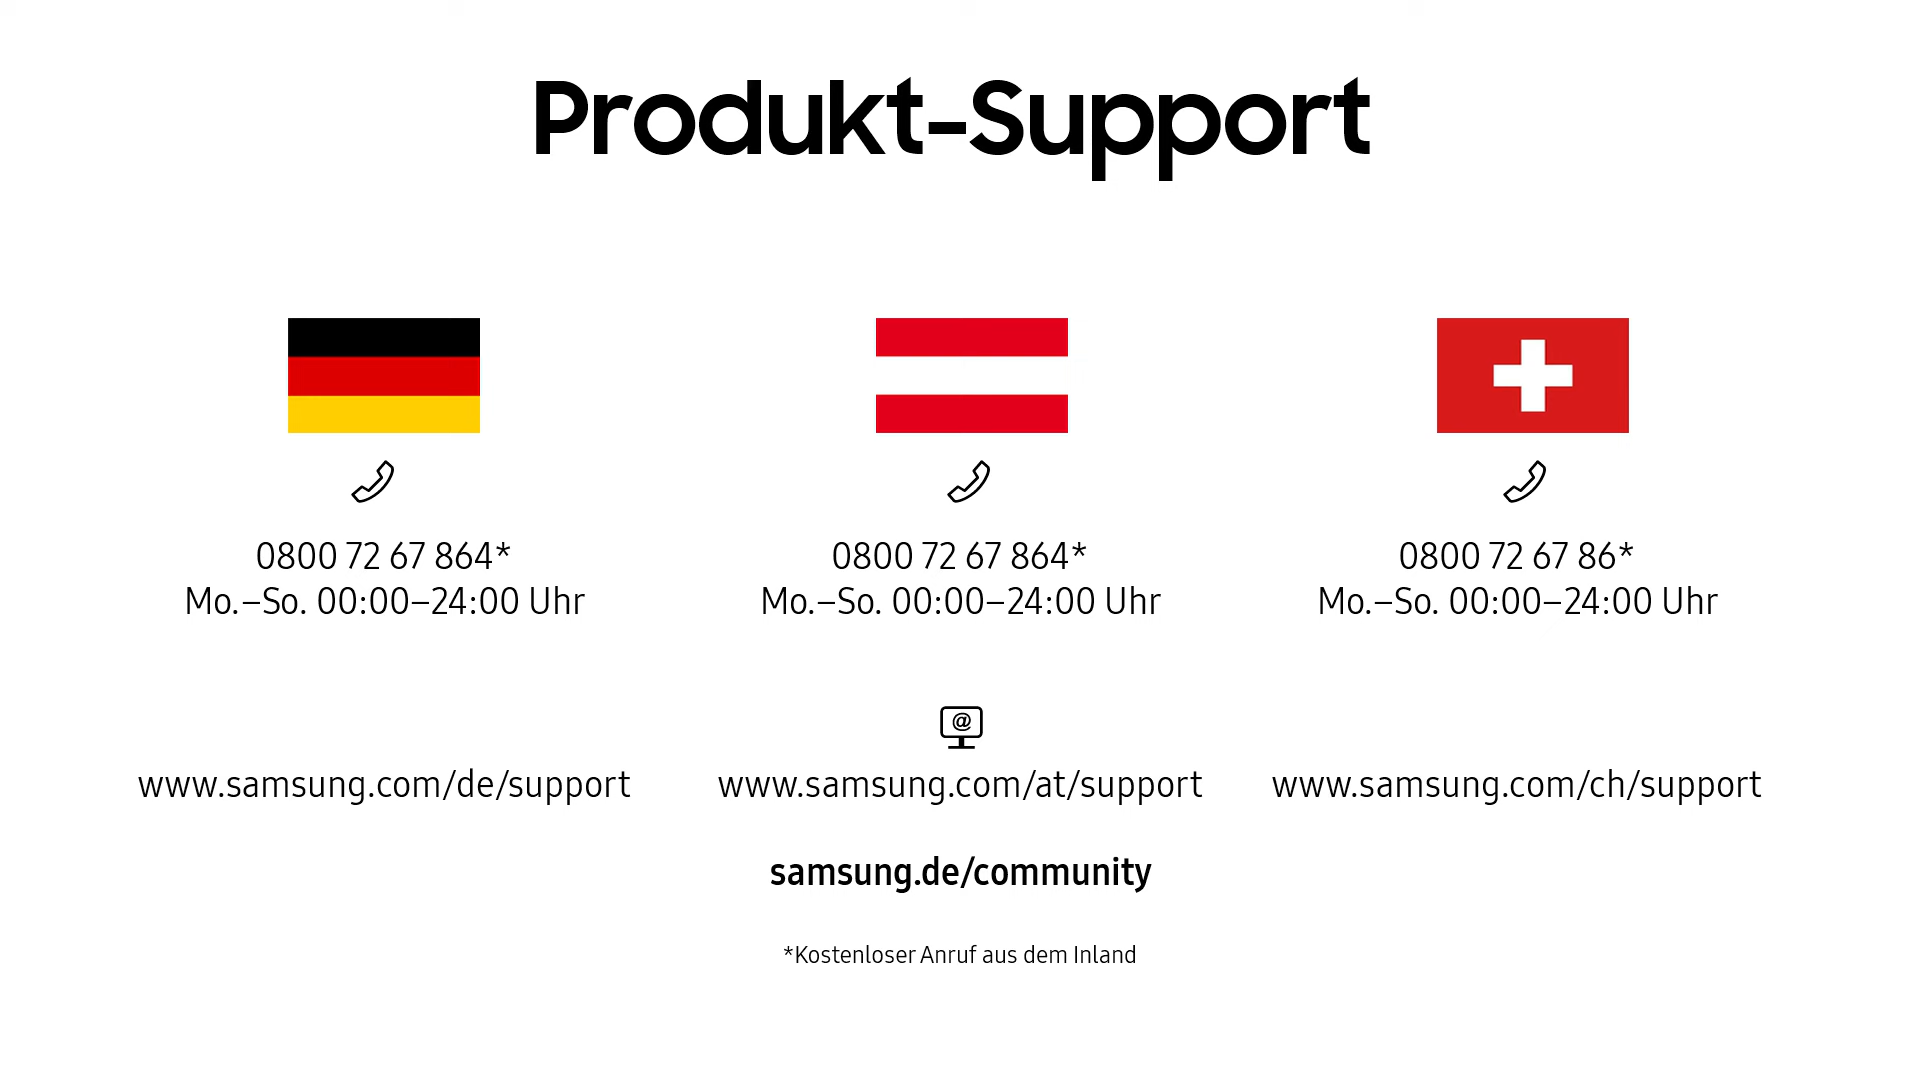 Produkt-Support
0800 72 67 864*
Mo.–So. 00:00–24:00 Uhr
0800 72 67 864*
Mo.–So. 00:00–24:00 Uhr
0800 72 67 86*
Mo.–So. 00:00–24:00 Uhr
@
www.samsung.com/de/support
www.samsung.com/at/support
www.samsung.com/ch/support
samsung.de/community
*Kostenloser Anruf aus dem Inland